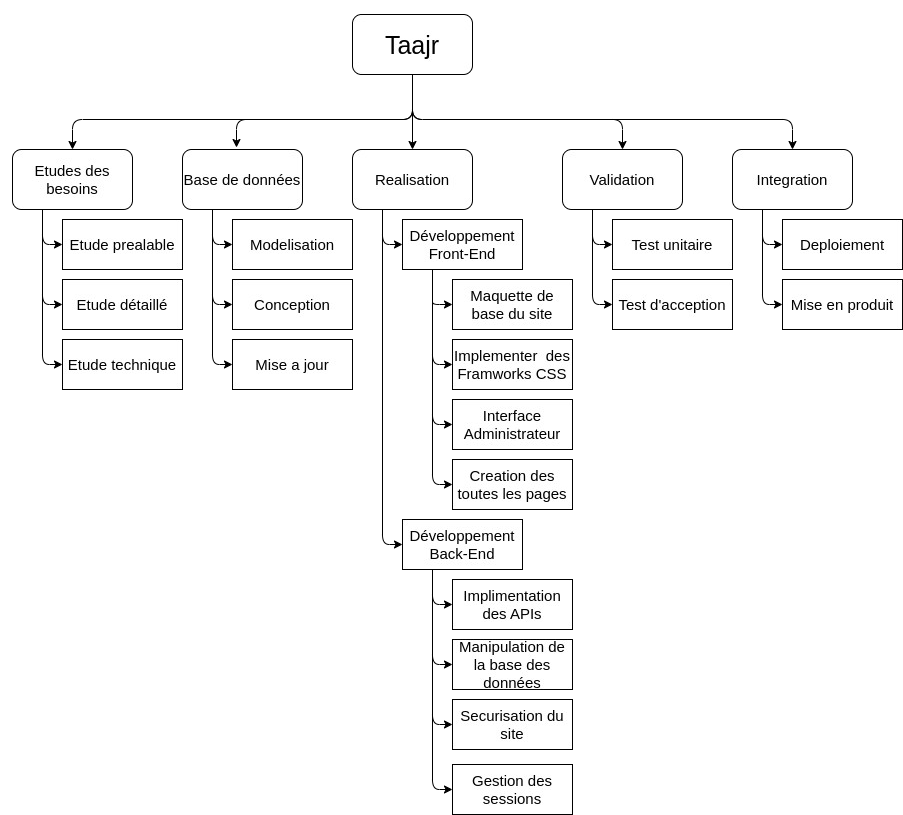 Taajr
Etudes des
besoins
Base de données
Realisation
Validation
Integration
Etude prealable
Etude détaillé
Etude technique
Modelisation
Conception
Mise a jour
Développement
Front-End
Maquette de
base du site
Implementer  des
Framworks CSS
Interface
Administrateur
Creation des
toutes les pages
Développement
Back-End
Implimentation
des APIs
Manipulation de
la base des
données
Securisation du
site
Gestion des
sessions
Test unitaire
Test d'acception
Deploiement
Mise en produit